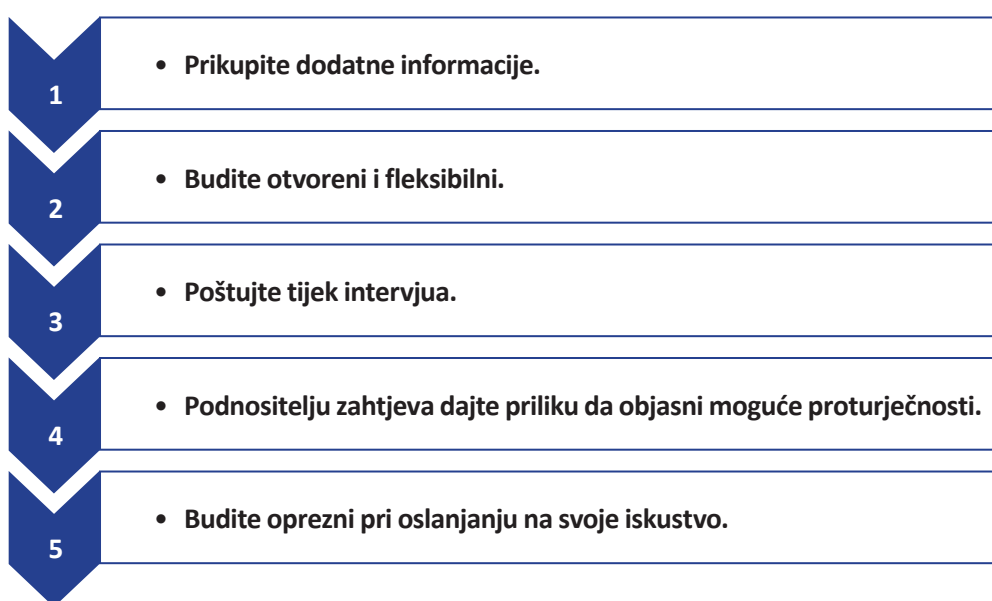 1 • Prikupite dodatne informacije.
2 • Budite otvoreni i fleksibilni.
3 • Poštujte tijek intervjua.
4 • Podnositelju zahtjeva dajte priliku da objasni moguće proturječnosti.
5 • Budite oprezni pri oslanjanju na svoje iskustvo.